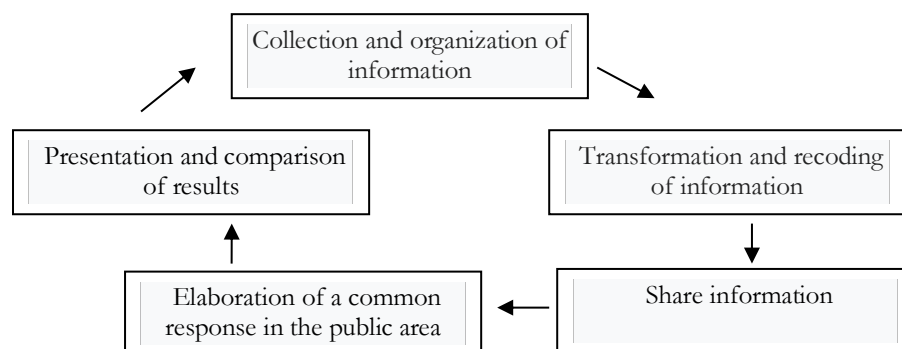 Collection and organization of
information
Presentation and comparison
of results
Transformation and recoding
of information
Elaboration of a common
response in the public area
Share information